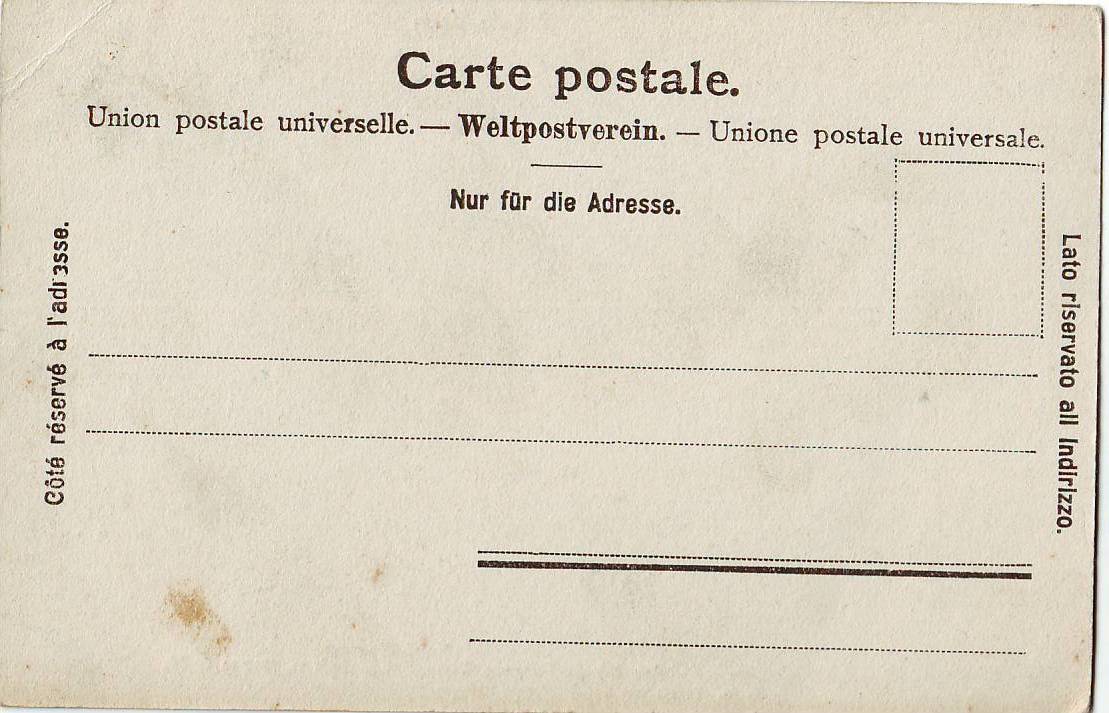 Carte postale.
Union postale universelle. — Weltpostverein. — Unione postale universale.
Nur für die Adresse.
Côté réservé à l'adresse.
Lato riservato all Indirizzo.